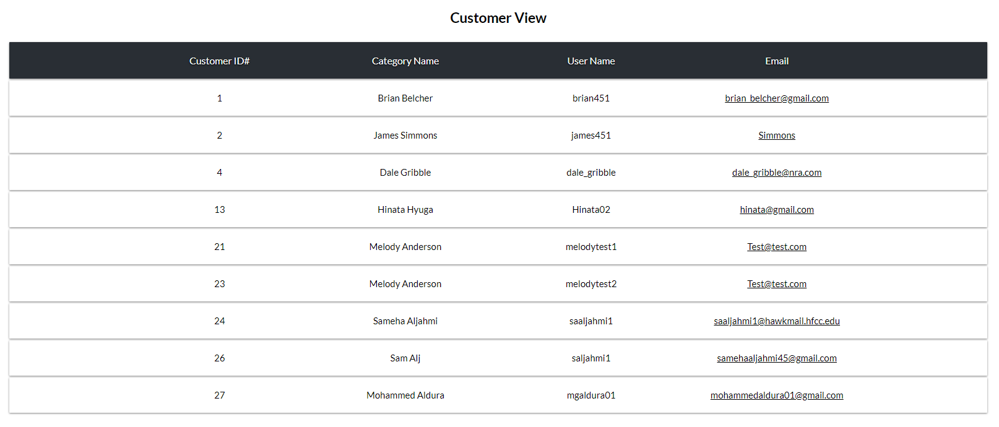 Customer View
Customer ID# Category Name User Name Email
1 Brian Belcher brian451 brian_belcher@gmail.com
2 James Simmons james451 Simmons
4 Dale Gribble dale_gribble dale_gribble@nra.com
13 Hinata Hyuga Hinata02 hinata@gmail.com
21 Melody Anderson melodytest1 Test@test.com
23 Melody Anderson melodytest2 Test@test.com
24 Sameha Aljahmi saaljahmi1 saaljahmi1@hawkmail.hfcc.edu
26 Sam Alj saljahmi1 samehaaljahmi45@gmail.com
27 Mohammed Aldura mgaldura01 mohammedaldura01@gmail.com